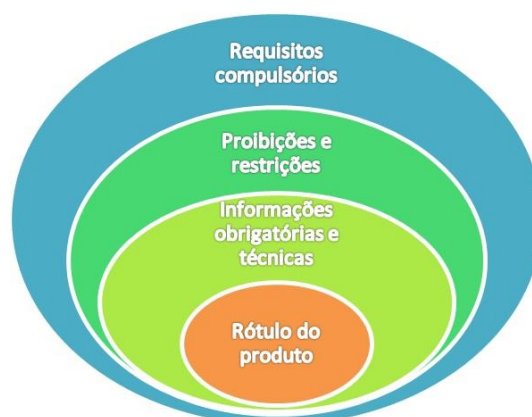 Requisitos
compulsórios
Proibições e
restrições
Informações
obrigatórias e
técnicas
Rótulo do
produto